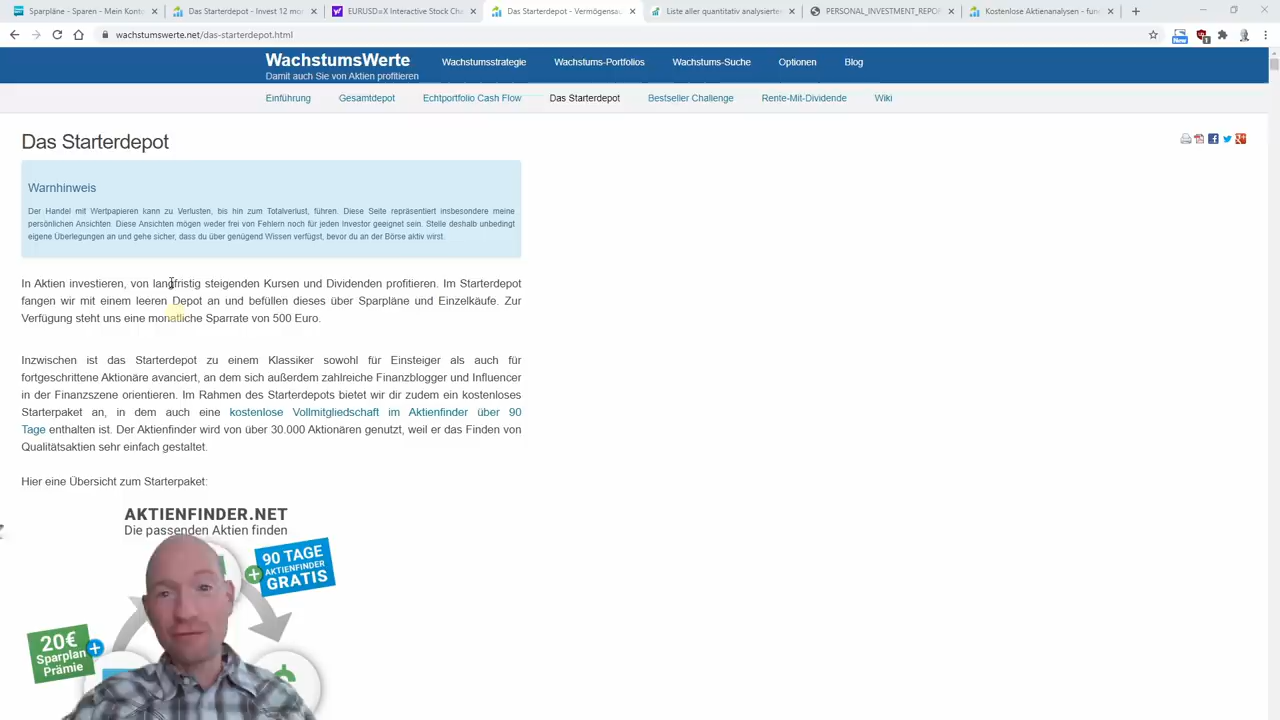 Sparpläne - Sparen - Mein Kont
Das Starterdepot - Invest 12 mo
EURUSD=X Interactive Stock Cha
Das Starterdepot - Vermögensau
Liste aller quantitativ analysierten
PERSONAL_INVESTMENT_REPOR
Kostenlose Aktienanalysen - fun
wachstumswerte.net/das-starterdepot.html
New
1
WachstumsWerte
Damit auch Sie von Aktien profitieren
Wachstumsstrategie
Wachstums-Portfolios
Wachstums-Suche
Optionen
Blog
Einführung
Gesamtdepot
Echtportfolio Cash Flow
Das Starterdepot
Bestseller Challenge
Rente-Mit-Dividende
Wiki
Das Starterdepot
Warnhinweis
Der Handel mit Wertpapieren kann zu Verlusten, bis hin zum Totalverlust, führen. Diese Seite repräsentiert insbesondere meine
persönlichen Ansichten. Diese Ansichten mögen weder frei von Fehlern noch für jeden Investor geeignet sein. Stelle deshalb unbedingt
eigene Überlegungen an und gehe sicher, dass du über genügend Wissen verfügst, bevor du an der Börse aktiv wirst.
In Aktien investieren, von langfristig steigenden Kursen und Dividenden profitieren. Im Starterdepot
fangen wir mit einem leeren Depot an und befüllen dieses über Sparpläne und Einzelkäufe. Zur
Verfügung steht uns eine monatliche Sparrate von 500 Euro.
Inzwischen ist das Starterdepot zu einem Klassiker sowohl für Einsteiger als auch für
fortgeschrittene Aktionäre avanciert, an dem sich außerdem zahlreiche Finanzblogger und Influencer
in der Finanzszene orientieren. Im Rahmen des Starterdepots bietet wir dir zudem ein kostenloses
Starterpaket an, in dem auch eine kostenlose Vollmitgliedschaft im Aktienfinder über 90
Tage enthalten ist. Der Aktienfinder wird von über 30.000 Aktionären genutzt, weil er das Finden von
Qualitätsaktien sehr einfach gestaltet.
Hier eine Übersicht zum Starterpaket:
AKTIENFINDER.NET
Die passenden Aktien finden
90 TAGE
AKTIENFINDER
GRATIS
20€
Sparplan
Prämie
$